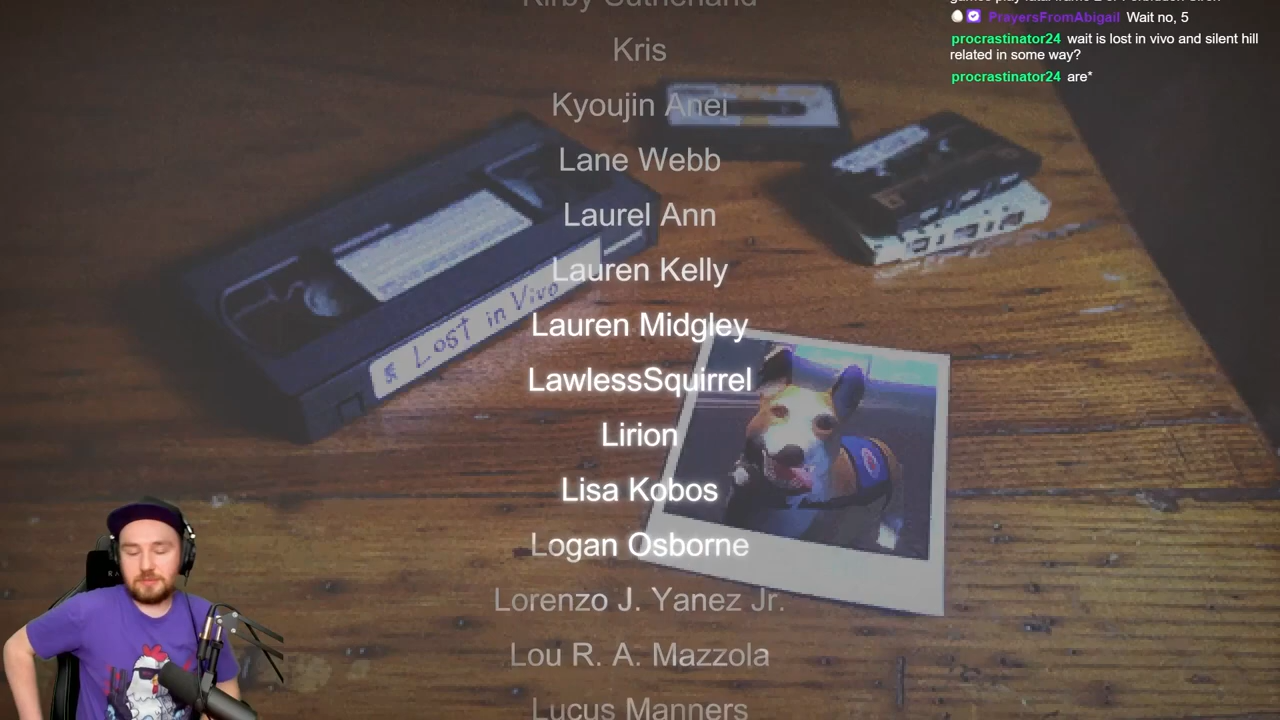 Kirby Sutherland
Kris
Kyoujin Anei
Lane Webb
Laurel Ann
Lauren Kelly
Lauren Midgley
LawlessSquirrel
Lirion
Lisa Kobos
Logan Osborne
Lorenzo J. Yanez Jr.
Lou R. A. Mazzola
Lucus Manners
Lost in Vivo
PrayersFromAbigail Wait no, 5
procrastinator24 wait is lost in vivo and silent hill
related in some way?
procrastinator24 are*